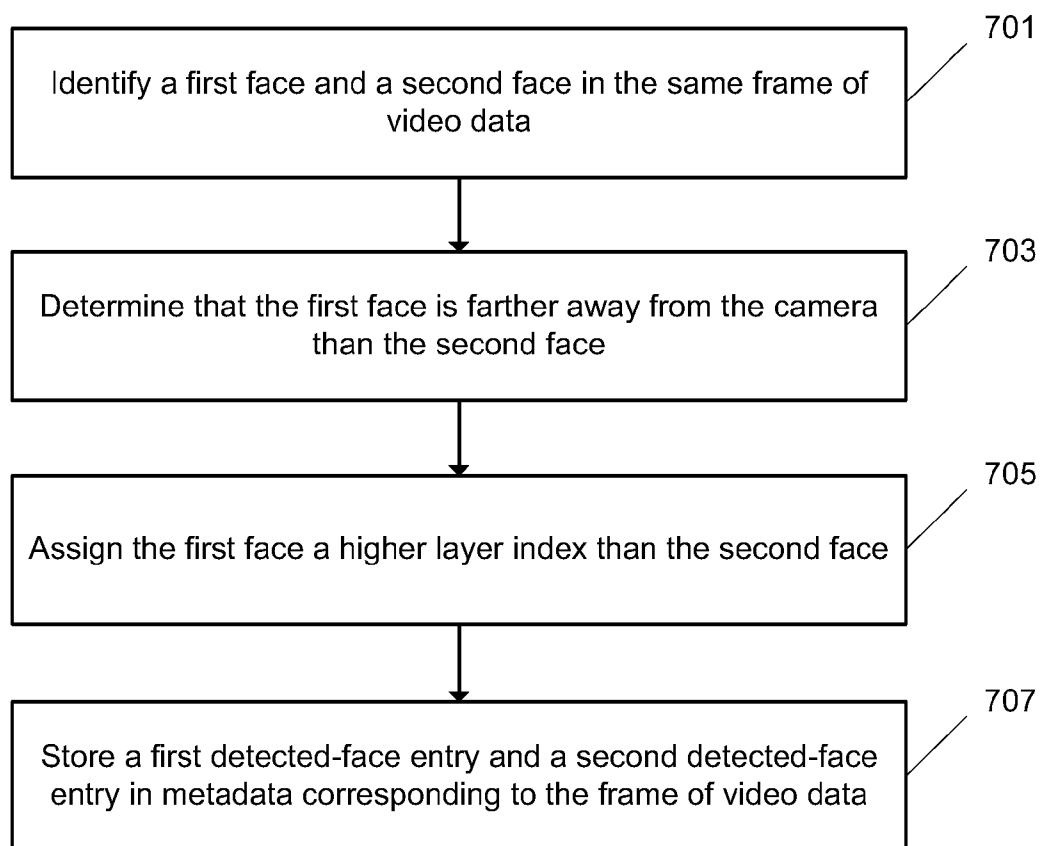 701
Identify a first face and a second face in the same frame of
video data
703
Determine that the first face is farther away from the camera
than the second face
705
Assign the first face a higher layer index than the second face
707
Store a first detected-face entry and a second detected-face
entry in metadata corresponding to the frame of video data